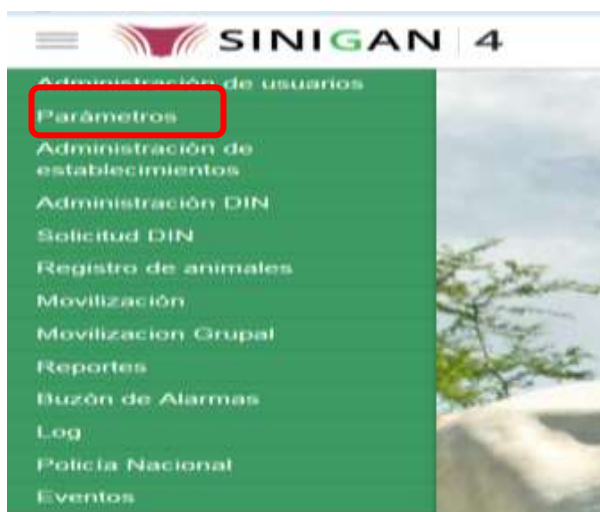 SINIGAN 4
Administración de usuarios
Parámetros
Administración de
establecimientos
Administración DIN
Solicitud DIN
Registro de animales
Movilización
Movilizacion Grupal
Reportes
Buzón de Alarmas
Log
Policía Nacional
Eventos